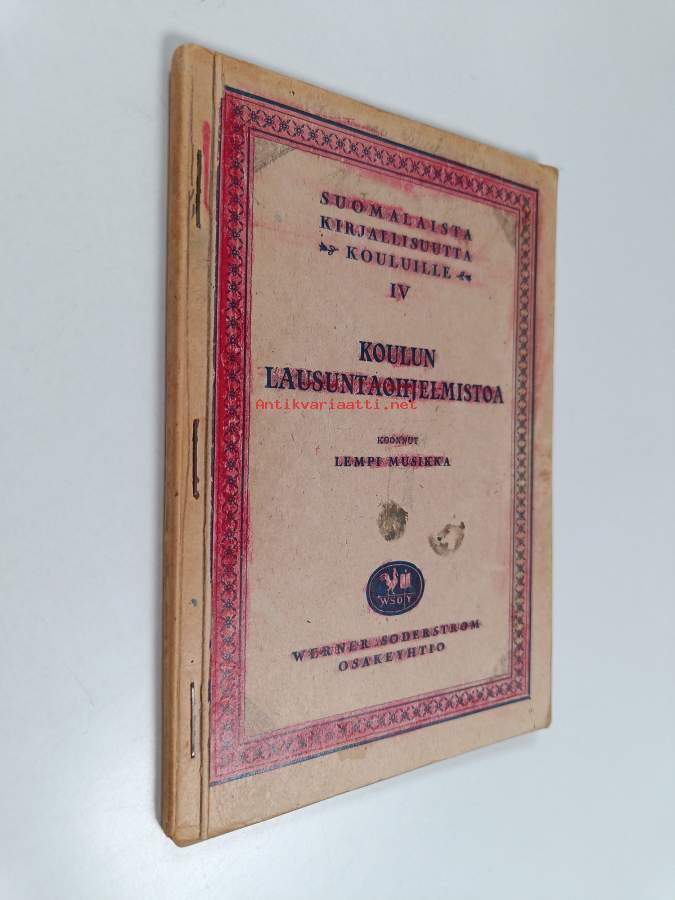 SUOMALAISTA
KIRJALLISUUTTA
KOULUILLE
IV
KOULUN
LAUSUNTAOHJELMISTOA
Antikvariaatti.net
KOONNUT
LEMPI MUSIKKA
WSOY
WERNER SÖDERSTRÖM
OSAKEYHTIÖ